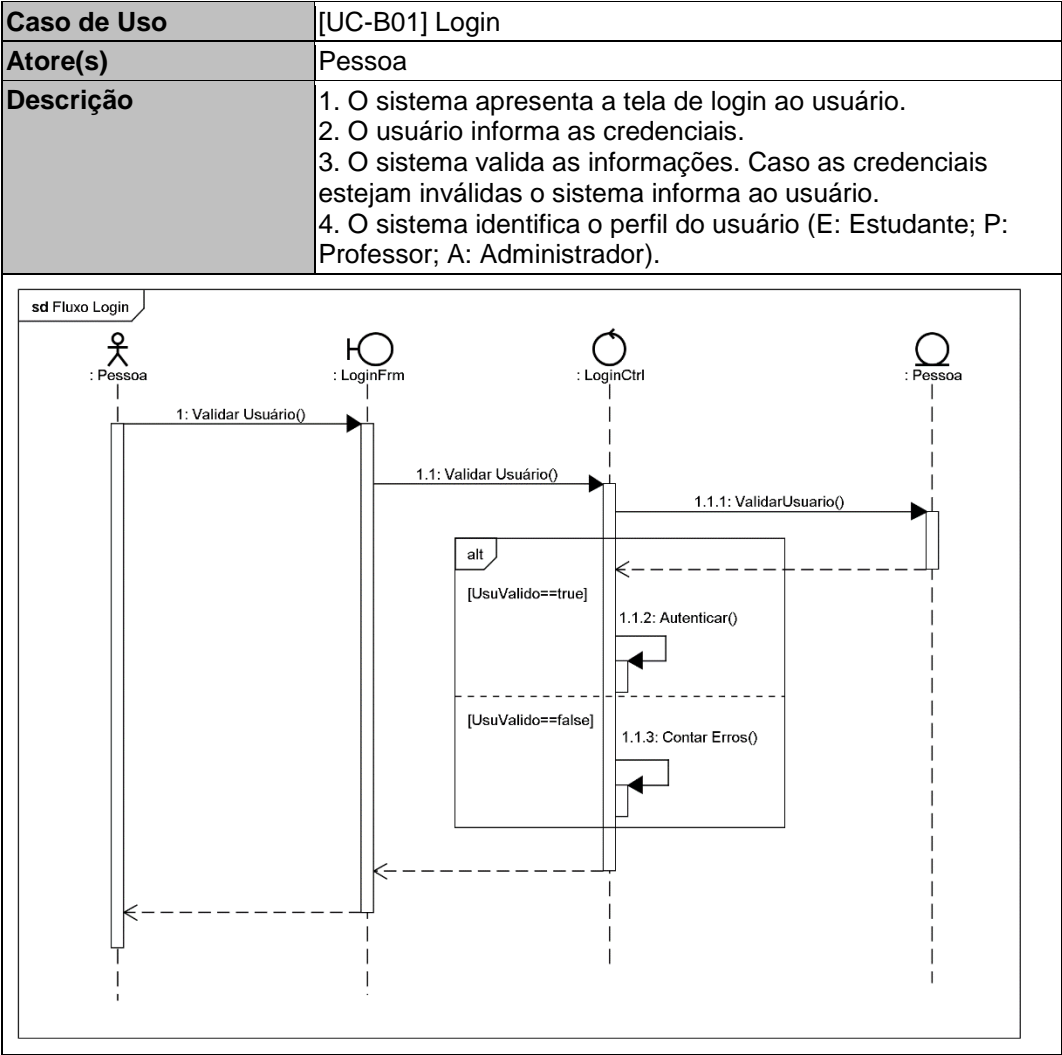 Caso de Uso
[UC-B01] Login
Atore(s)
Pessoa
Descrição
1. O sistema apresenta a tela de login ao usuário.
2. O usuário informa as credenciais.
3. O sistema valida as informações. Caso as credenciais
estejam inválidas o sistema informa ao usuário.
4. O sistema identifica o perfil do usuário (E: Estudante; P:
Professor; A: Administrador).
sd Fluxo Login
: Pessoa
: LoginFrm
: LoginCtrl
: Pessoa
1: Validar Usuário()
1.1: Validar Usuário()
1.1.1: ValidarUsuario()
alt
[UsuValido==true]
1.1.2: Autenticar()
[UsuValido==false]
1.1.3: Contar Erros()